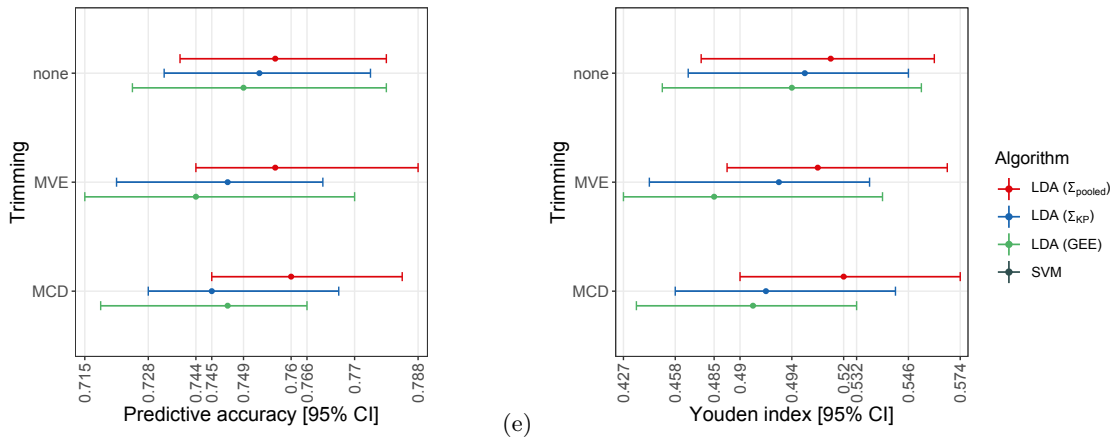 none
MVE
MCD
Trimming
0.715
0.728
0.744
0.745
0.749
0.76
0.766
0.77
0.788
Predictive accuracy [95% CI]
(e)
none
MVE
MCD
Trimming
0.427
0.458
0.485
0.49
0.494
0.522
0.532
0.546
0.574
Youden index [95% CI]
Algorithm
LDA (Σpooled)
LDA (ΣKP)
LDA (GEE)
SVM